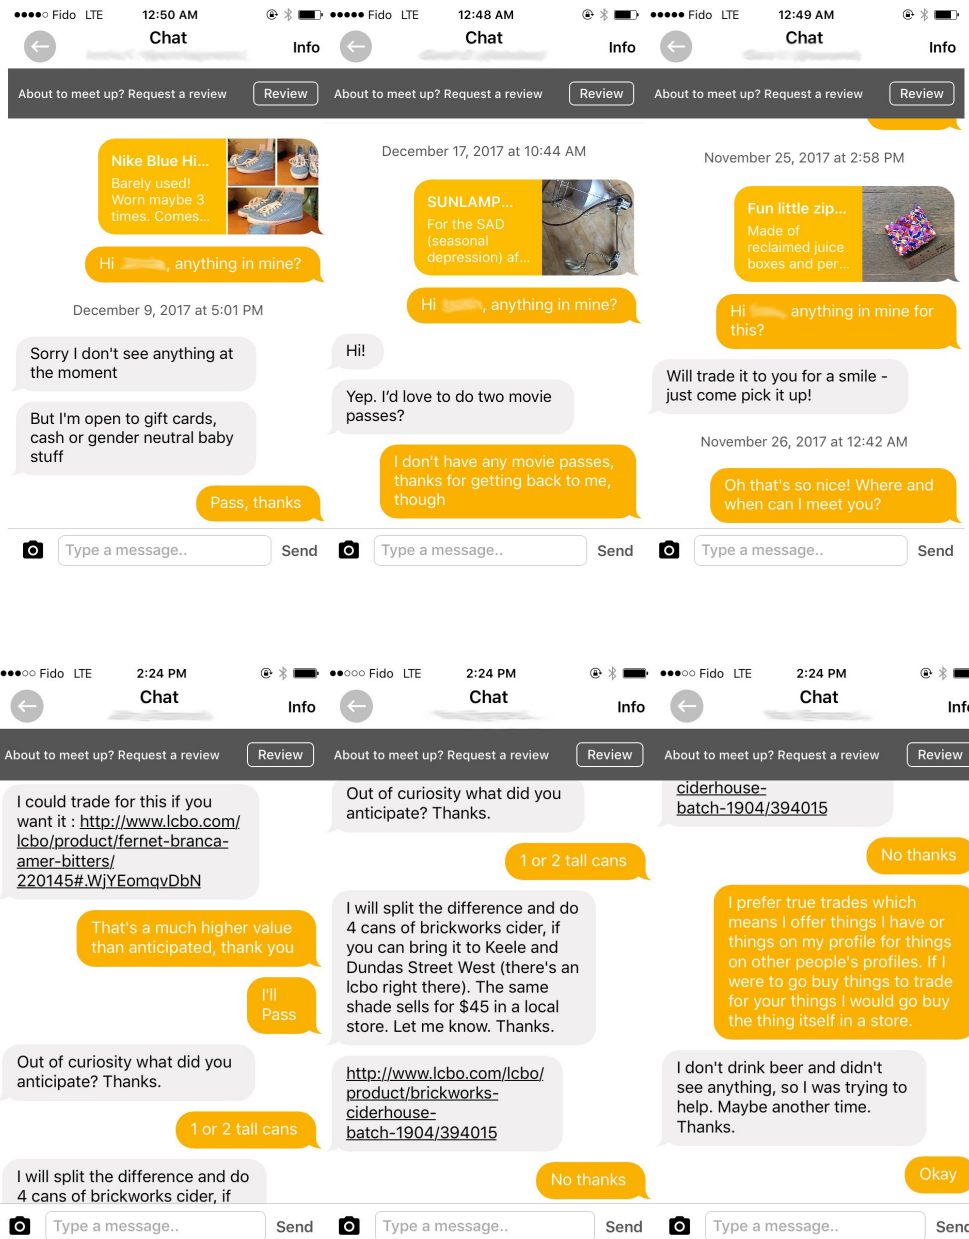 Fido LTE 12:50 AM
Chat
Info
About to meet up? Request a review Review
Nike Blue Hi...
Barely used!
Worn maybe 3
times. Comes...
Hi , anything in mine?
December 9, 2017 at 5:01 PM
Sorry I don't see anything at
the moment
But I'm open to gift cards,
cash or gender neutral baby
stuff
Pass, thanks
Type a message.. Send
Fido LTE 12:48 AM
Chat
Info
About to meet up? Request a review Review
December 17, 2017 at 10:44 AM
SUNLAMP...
For the SAD
(seasonal
depression) af...
Hi , anything in mine?
Hi!
Yep. I'd love to do two movie
passes?
I don't have any movie passes,
thanks for getting back to me,
though
Type a message.. Send
Fido LTE 12:49 AM
Chat
Info
About to meet up? Request a review Review
November 25, 2017 at 2:58 PM
Fun little zip...
Made of
reclaimed juice
boxes and per...
Hi anything in mine for
this?
Will trade it to you for a smile -
just come pick it up!
November 26, 2017 at 12:42 AM
Oh that's so nice! Where and
when can I meet you?
Type a message.. Send
Fido LTE 2:24 PM
Chat
Info
About to meet up? Request a review Review
I could trade for this if you
want it : http://www.lcbo.com/
lcbo/product/fernet-branca-
amer-bitters/
220145#.WjYEomqvDbN
That's a much higher value
than anticipated, thank you
I'll
Pass
Out of curiosity what did you
anticipate? Thanks.
1 or 2 tall cans
I will split the difference and do
4 cans of brickworks cider, if
Type a message.. Send
Fido LTE 2:24 PM
Chat
Info
About to meet up? Request a review Review
Out of curiosity what did you
anticipate? Thanks.
1 or 2 tall cans
I will split the difference and do
4 cans of brickworks cider, if
you can bring it to Keele and
Dundas Street West (there's an
lcbo right there). The same
shade sells for $45 in a local
store. Let me know. Thanks.
http://www.lcbo.com/lcbo/
product/brickworks-
ciderhouse-
batch-1904/394015
No thanks
Type a message.. Send
Fido LTE 2:24 PM
Chat
Info
About to meet up? Request a review Review
ciderhouse-
batch-1904/394015
No thanks
I prefer true trades which
means I offer things I have or
things on my profile for things
on other people's profiles. If I
were to go buy things to trade
for your things I would go buy
the thing itself in a store.
I don't drink beer and didn't
see anything, so I was trying to
help. Maybe another time.
Thanks.
Okay
Type a message.. Send